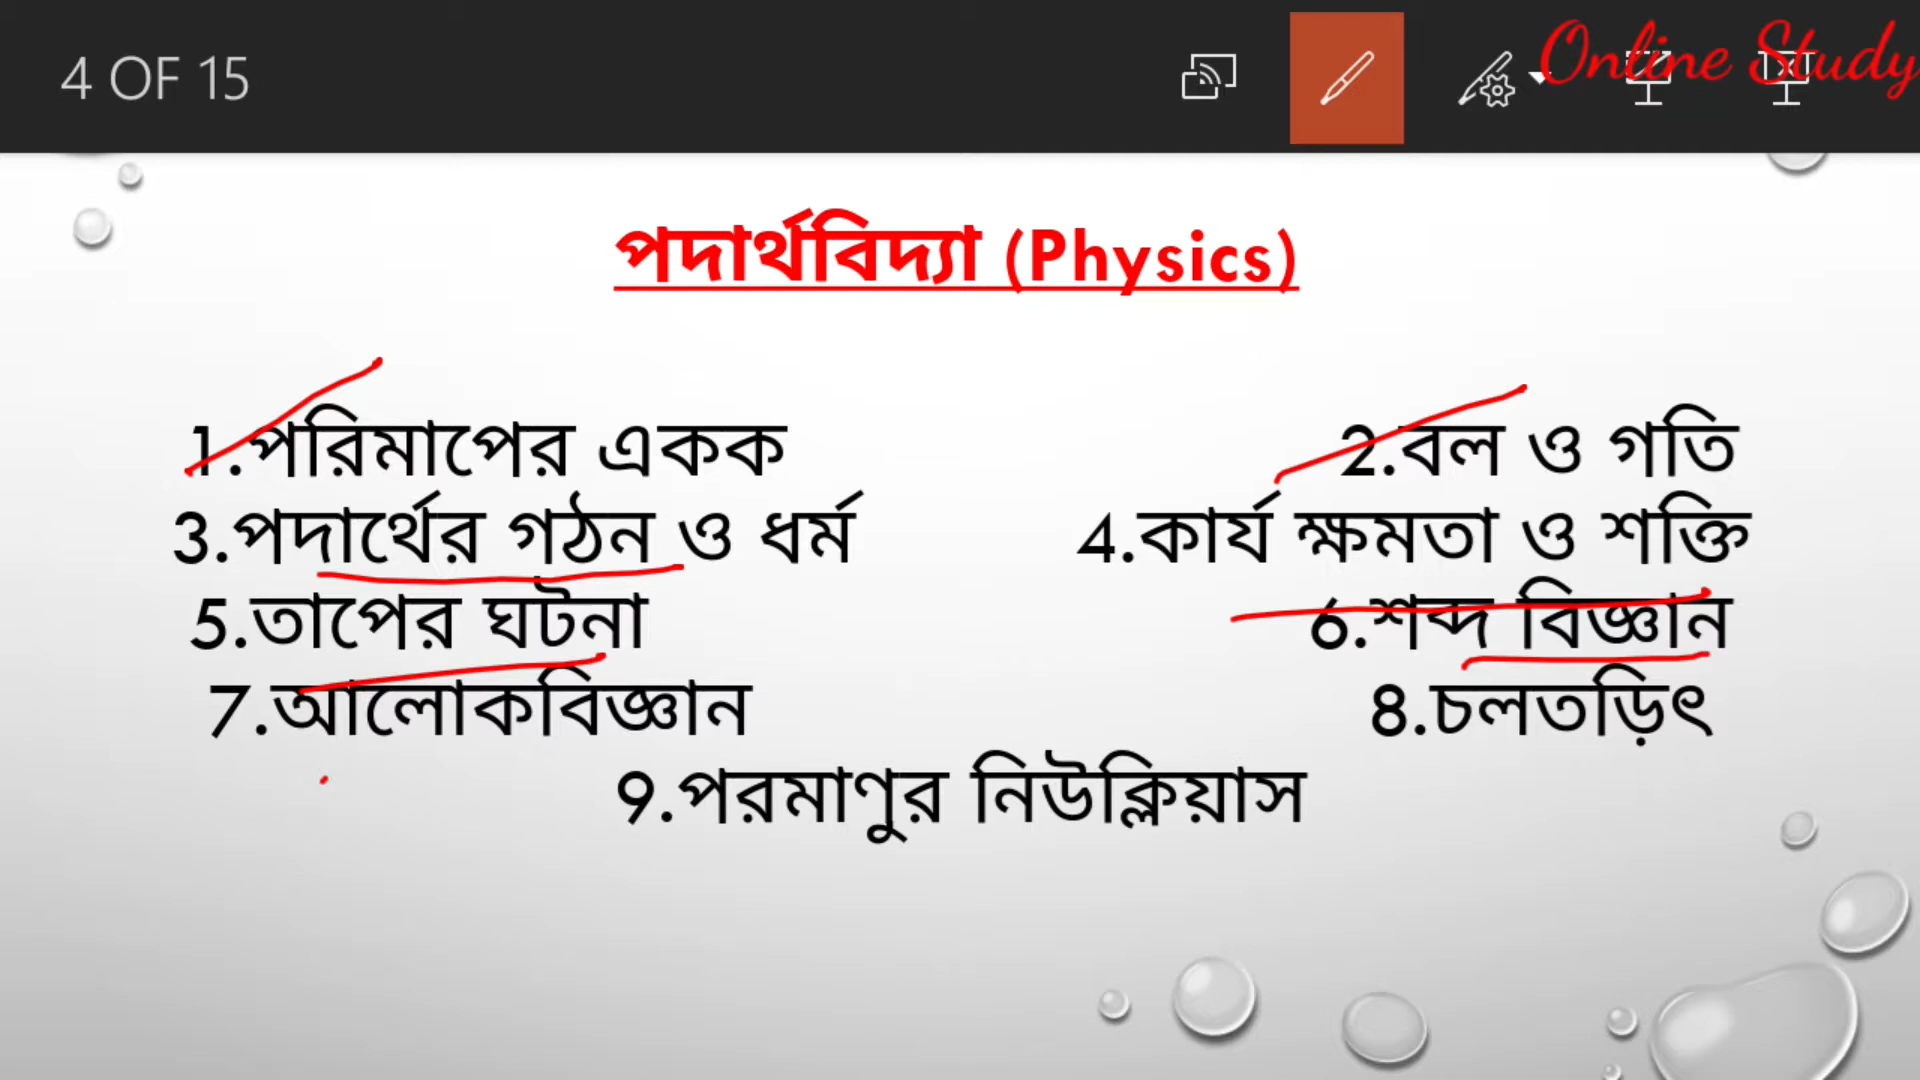 4 OF 15
Online Study
পদার্থবিদ্যা (Physics)
1.পরিমাপের একক 2.বল ও গতি
3.পদার্থের গঠন ও ধর্ম 4.কার্য ক্ষমতা ও শক্তি
5.তাপের ঘটনা 6.শব্দ বিজ্ঞান
7.আলোকবিজ্ঞান 8.চলতড়িৎ
9.পরমাণুর নিউক্লিয়াস